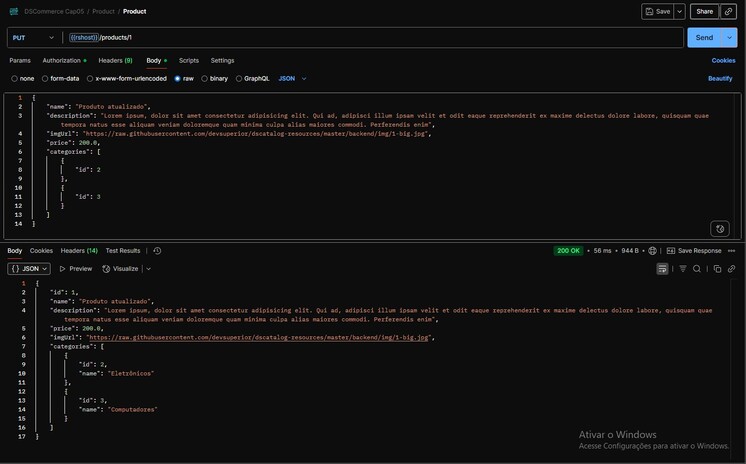 DSCommerce Cap05 / Product / Product
Save
Share
PUT
{{rshost}}/products/1
Send
Params Authorization Headers (9) Body Scripts Settings
Cookies
none form-data x-www-form-urlencoded raw binary GraphQL JSON
Beautify
1 {
2 "name": "Produto atualizado",
3 "description": "Lorem ipsum, dolor sit amet consectetur adipisicing elit. Qui ad, adipisci illum ipsam velit et odit eaque reprehenderit ex maxime delectus dolore labore, quisquam quae
tempora natus esse aliquam veniam doloremque quam minima culpa alias maiores commodi. Perferendis enim",
4 "imgUrl": "https://raw.githubusercontent.com/devsuperior/dscatalog-resources/master/backend/img/1-big.jpg",
5 "price": 200.0,
6 "categories": [
7 {
8 "id": 2
9 },
10 {
11 "id": 3
12 }
13 ]
14 }
Body Cookies Headers (14) Test Results
200 OK • 56 ms • 944 B
Save Response
{ } JSON
Preview
Visualize
1 {
2 "id": 1,
3 "name": "Produto atualizado",
4 "description": "Lorem ipsum, dolor sit amet consectetur adipisicing elit. Qui ad, adipisci illum ipsam velit et odit eaque reprehenderit ex maxime delectus dolore labore, quisquam quae
tempora natus esse aliquam veniam doloremque quam minima culpa alias maiores commodi. Perferendis enim",
5 "price": 200.0,
6 "imgUrl": "https://raw.githubusercontent.com/devsuperior/dscatalog-resources/master/backend/img/1-big.jpg",
7 "categories": [
8 {
9 "id": 2,
10 "name": "Eletrônicos"
11 },
12 {
13 "id": 3,
14 "name": "Computadores"
15 }
16 ]
17 }
Ativar o Windows
Acesse Configurações para ativar o Windows.